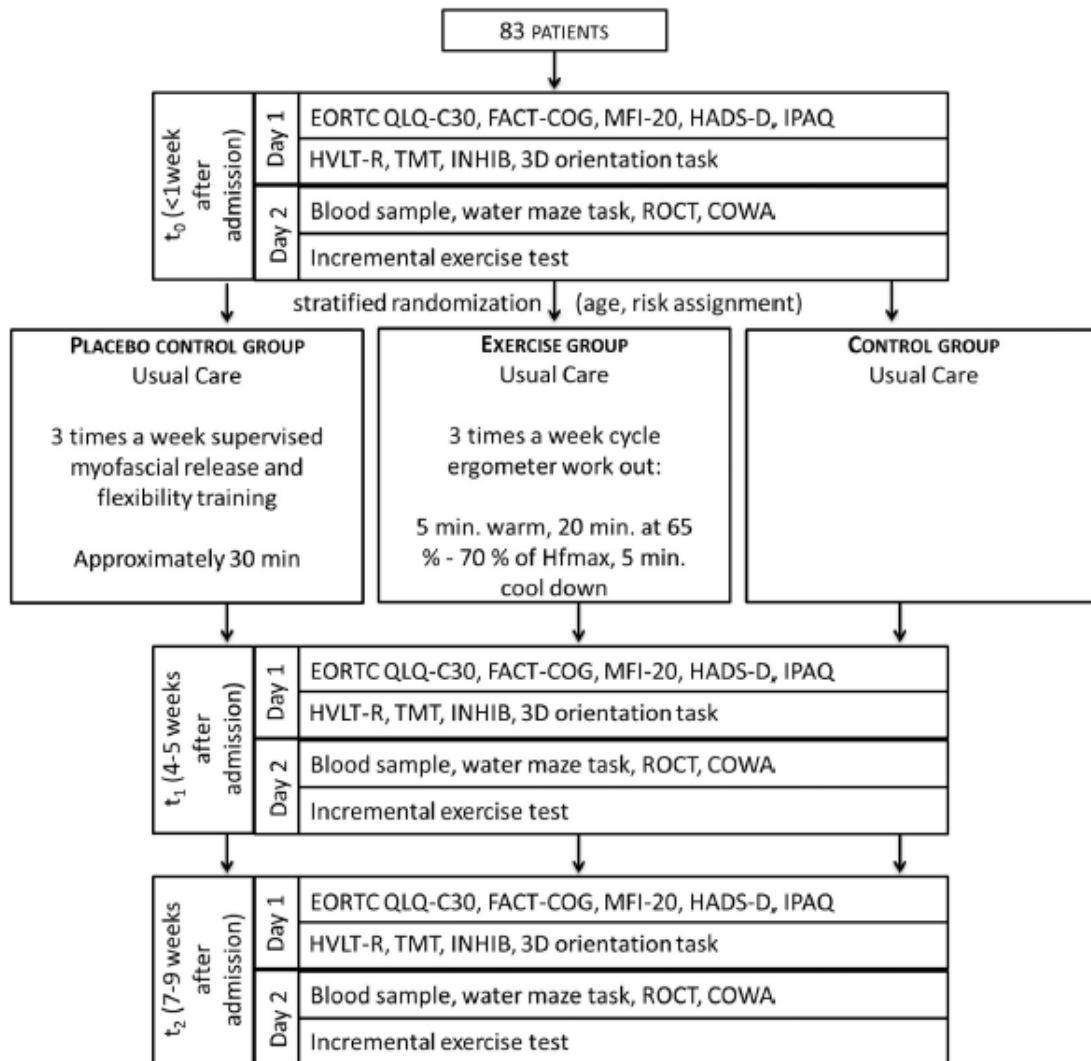 83 PATIENTS
t0 (<1week
after
admission)
Day 1
EORTC QLQ-C30, FACT-COG, MFI-20, HADS-D, IPAQ
HVLT-R, TMT, INHIB, 3D orientation task
Day 2
Blood sample, water maze task, ROCT, COWA
Incremental exercise test
stratified randomization (age, risk assignment)
PLACEBO CONTROL GROUP
Usual Care
3 times a week supervised
myofascial release and
flexibility training
Approximately 30 min
EXERCISE GROUP
Usual Care
3 times a week cycle
ergometer work out:
5 min. warm, 20 min. at 65
% - 70 % of Hfmax, 5 min.
cool down
CONTROL GROUP
Usual Care
t1 (4-5 weeks
after
admission)
Day 1
EORTC QLQ-C30, FACT-COG, MFI-20, HADS-D, IPAQ
HVLT-R, TMT, INHIB, 3D orientation task
Day 2
Blood sample, water maze task, ROCT, COWA
Incremental exercise test
t2 (7-9 weeks
after
admission)
Day 1
EORTC QLQ-C30, FACT-COG, MFI-20, HADS-D, IPAQ
HVLT-R, TMT, INHIB, 3D orientation task
Day 2
Blood sample, water maze task, ROCT, COWA
Incremental exercise test